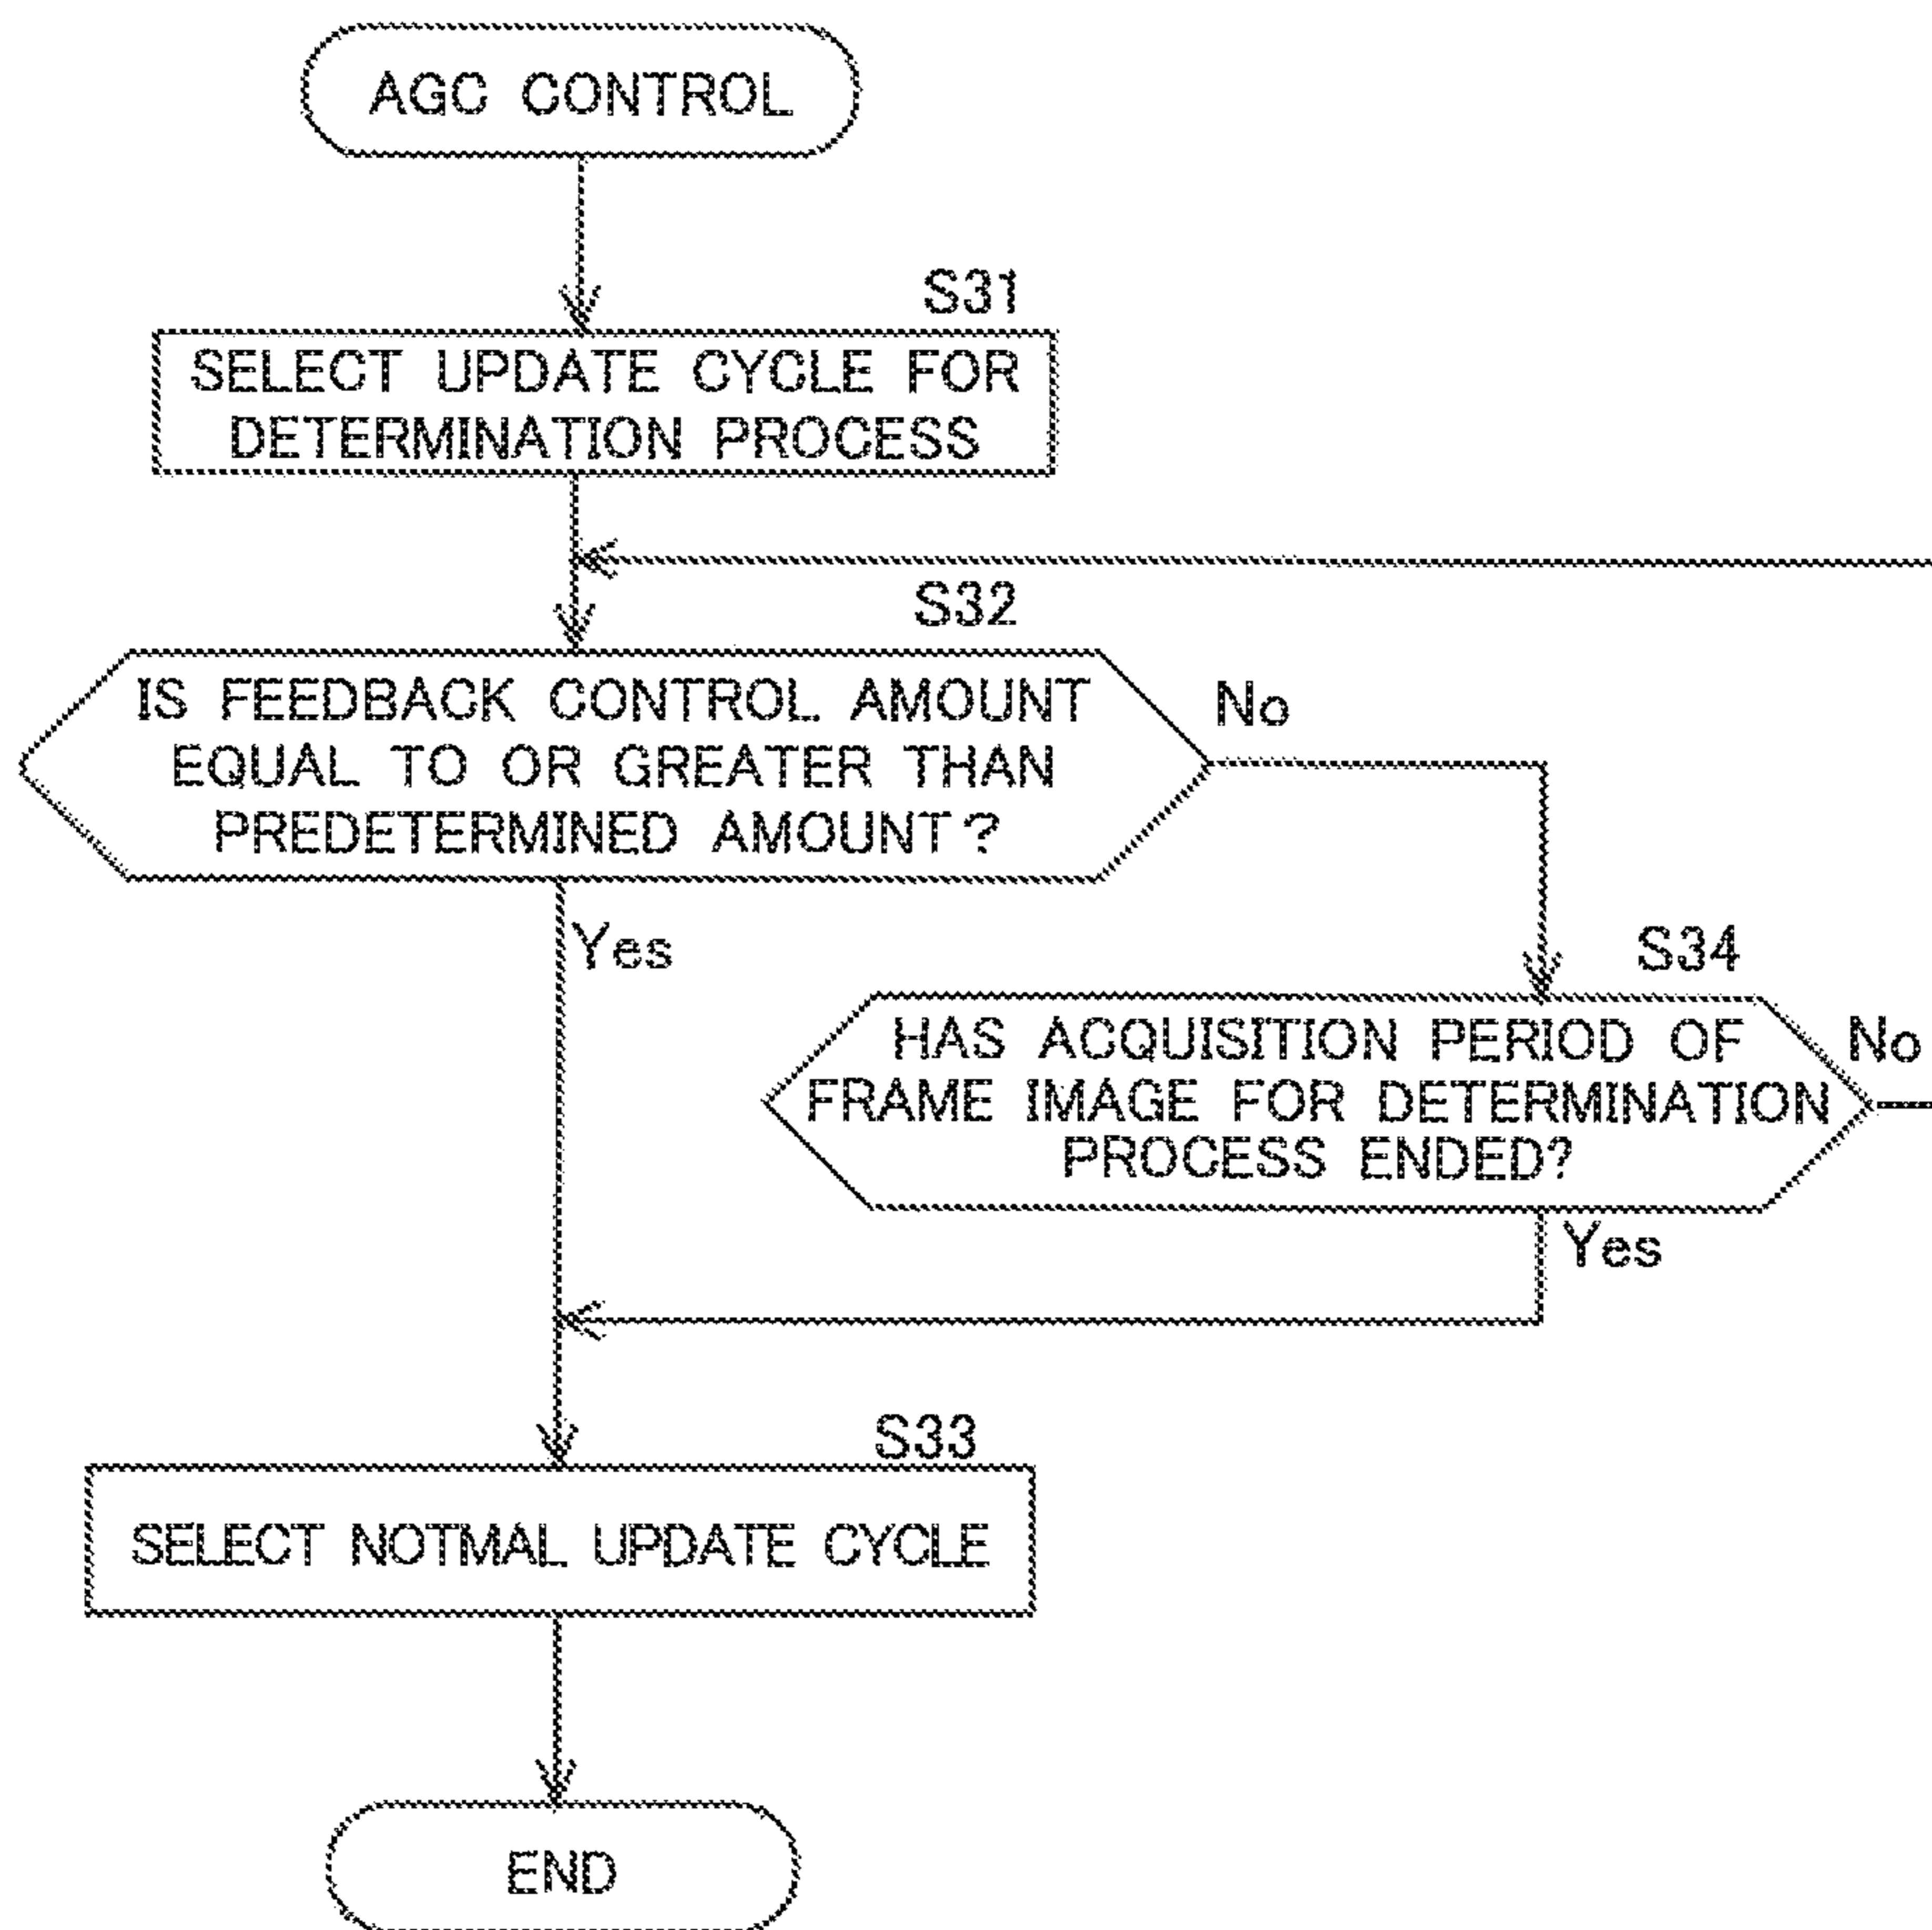 AGC CONTROL
S31
SELECT UPDATE CYCLE FOR
DETERMINATION PROCESS
S32
IS FEEDBACK CONTROL AMOUNT
EQUAL TO OR GREATER THAN
PREDETERMINED AMOUNT?
No
Yes
S34
HAS ACQUISITION PERIOD OF
FRAME IMAGE FOR DETERMINATION
PROCESS ENDED?
No
Yes
S33
SELECT NOTMAL UPDATE CYCLE
END